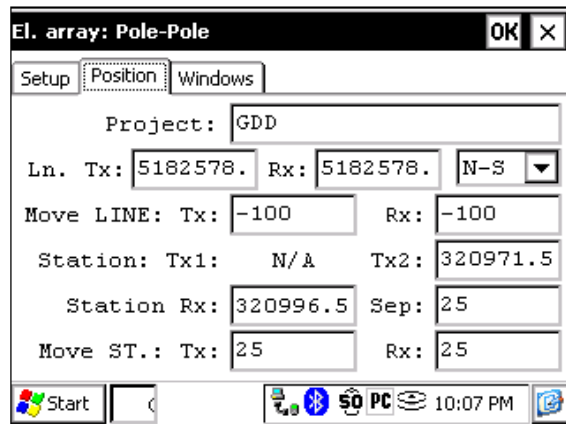 El. array: Pole-Pole OK ×
Setup Position Windows
Project: GDD
Ln. Tx: 5182578. Rx: 5182578. N-S
Move LINE: Tx: -100 Rx: -100
Station: Tx1: N/A Tx2: 320971.5
Station Rx: 320996.5 Sep: 25
Move ST.: Tx: 25 Rx: 25
Start 50 PC 10:07 PM